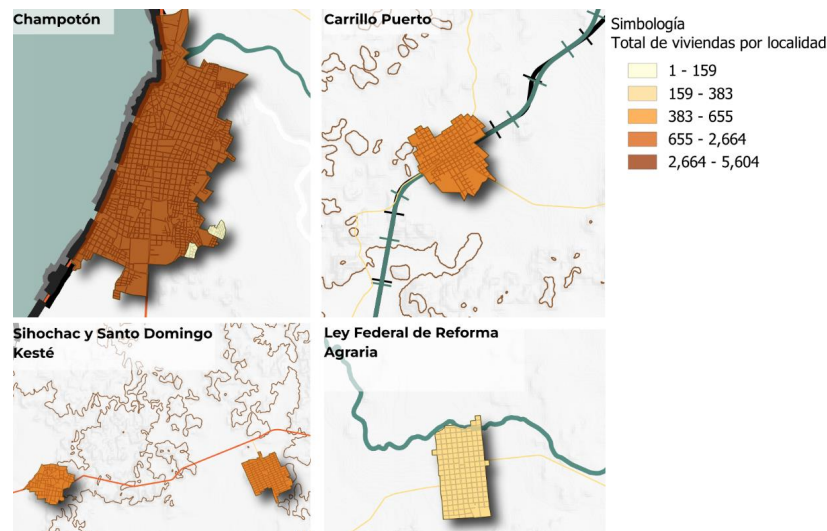 Champotón
Carrillo Puerto
Simbología
Total de viviendas por localidad
1 - 159
159 - 383
383 - 655
655 - 2,664
2,664 - 5,604
Sihochac y Santo Domingo
Kesté
Ley Federal de Reforma
Agraria